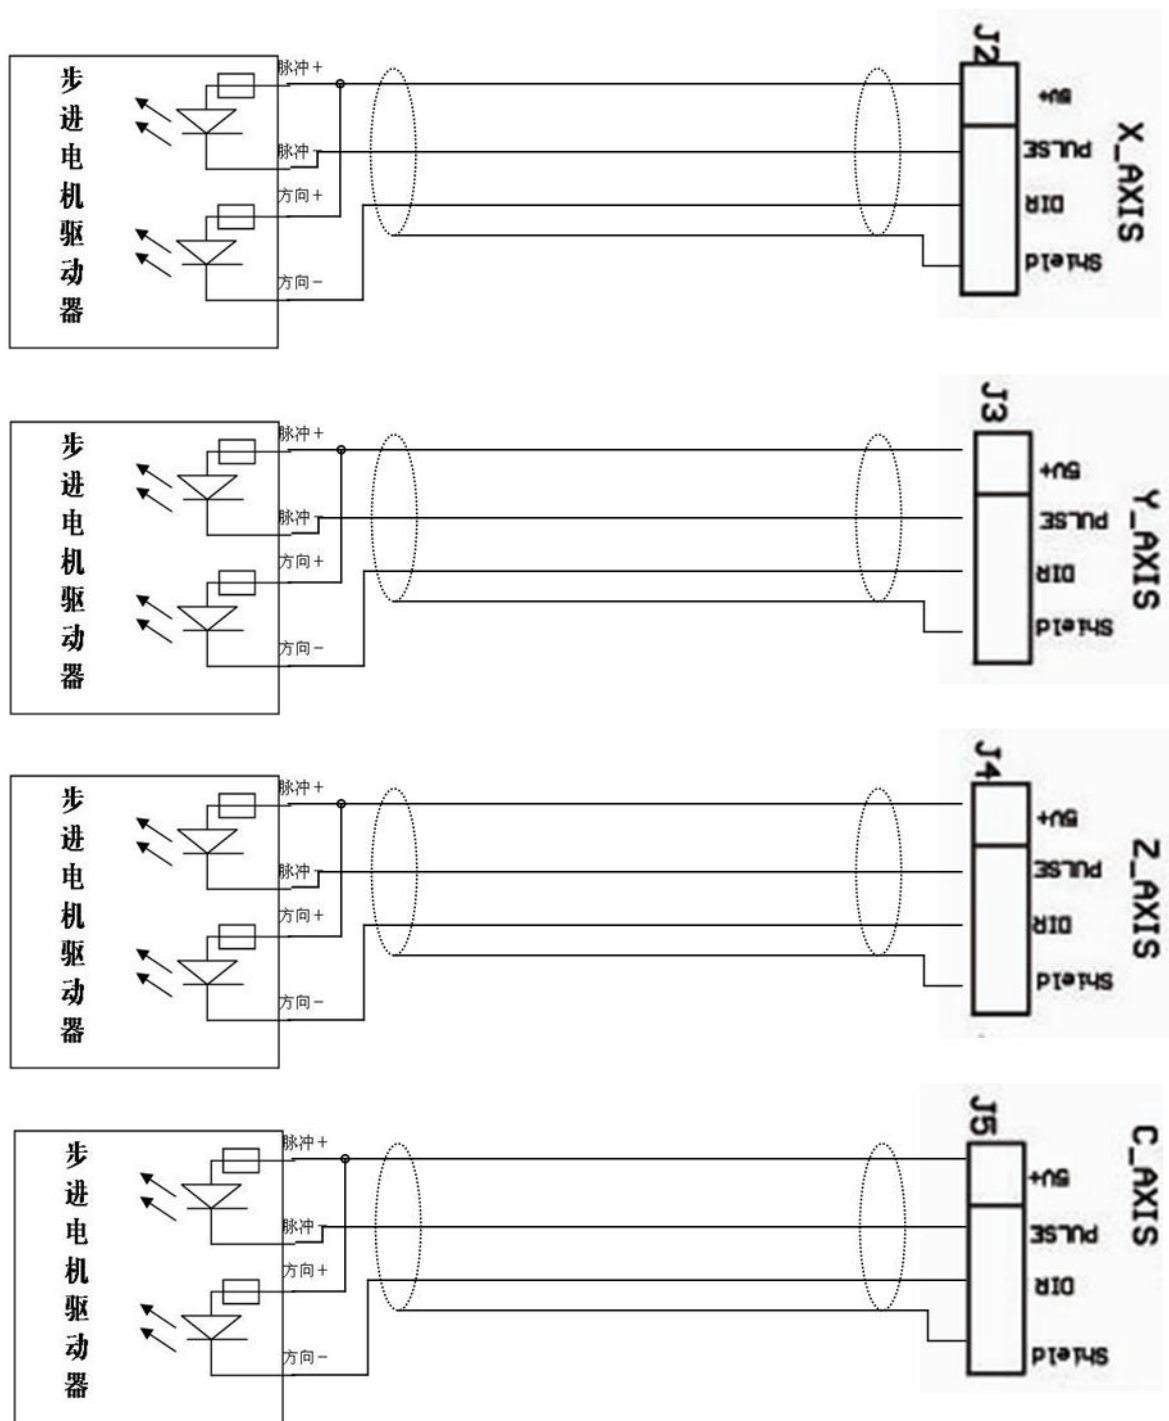 步进电机驱动器
脉冲+
脉冲-
方向+
方向-
J2
5V+
PULSE
DIR
Shield
X_AXIS
步进电机驱动器
脉冲+
脉冲-
方向+
方向-
J3
5V+
PULSE
DIR
Shield
Y_AXIS
步进电机驱动器
脉冲+
脉冲-
方向+
方向-
J4
5V+
PULSE
DIR
Shield
Z_AXIS
步进电机驱动器
脉冲+
脉冲-
方向+
方向-
J5
5V+
PULSE
DIR
Shield
C_AXIS